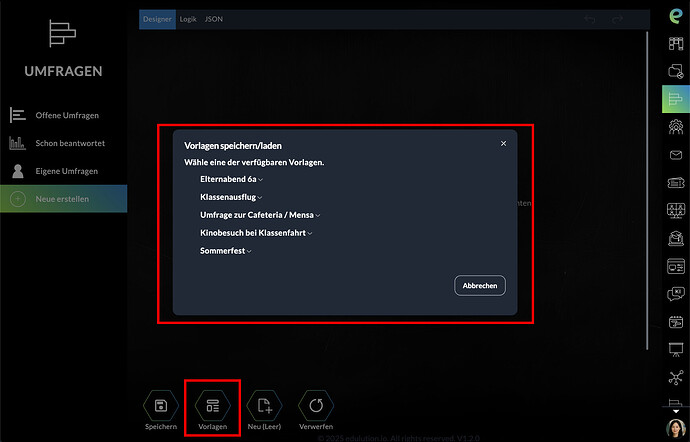 Designer Logik JSON
UMFRAGEN
Offene Umfragen
Schon beantwortet
Eigene Umfragen
Neue erstellen
Vorlagen speichern/laden
Wähle eine der verfügbaren Vorlagen.
Elternabend 6a
Klassenausflug
Umfrage zur Cafeteria / Mensa
Kinobesuch bei Klassenfahrt
Sommerfest
Abbrechen
Speichern Vorlagen Neu (Leer) Verwerfen
© 2025 edulution.io. All rights reserved. V1.2.0
KI